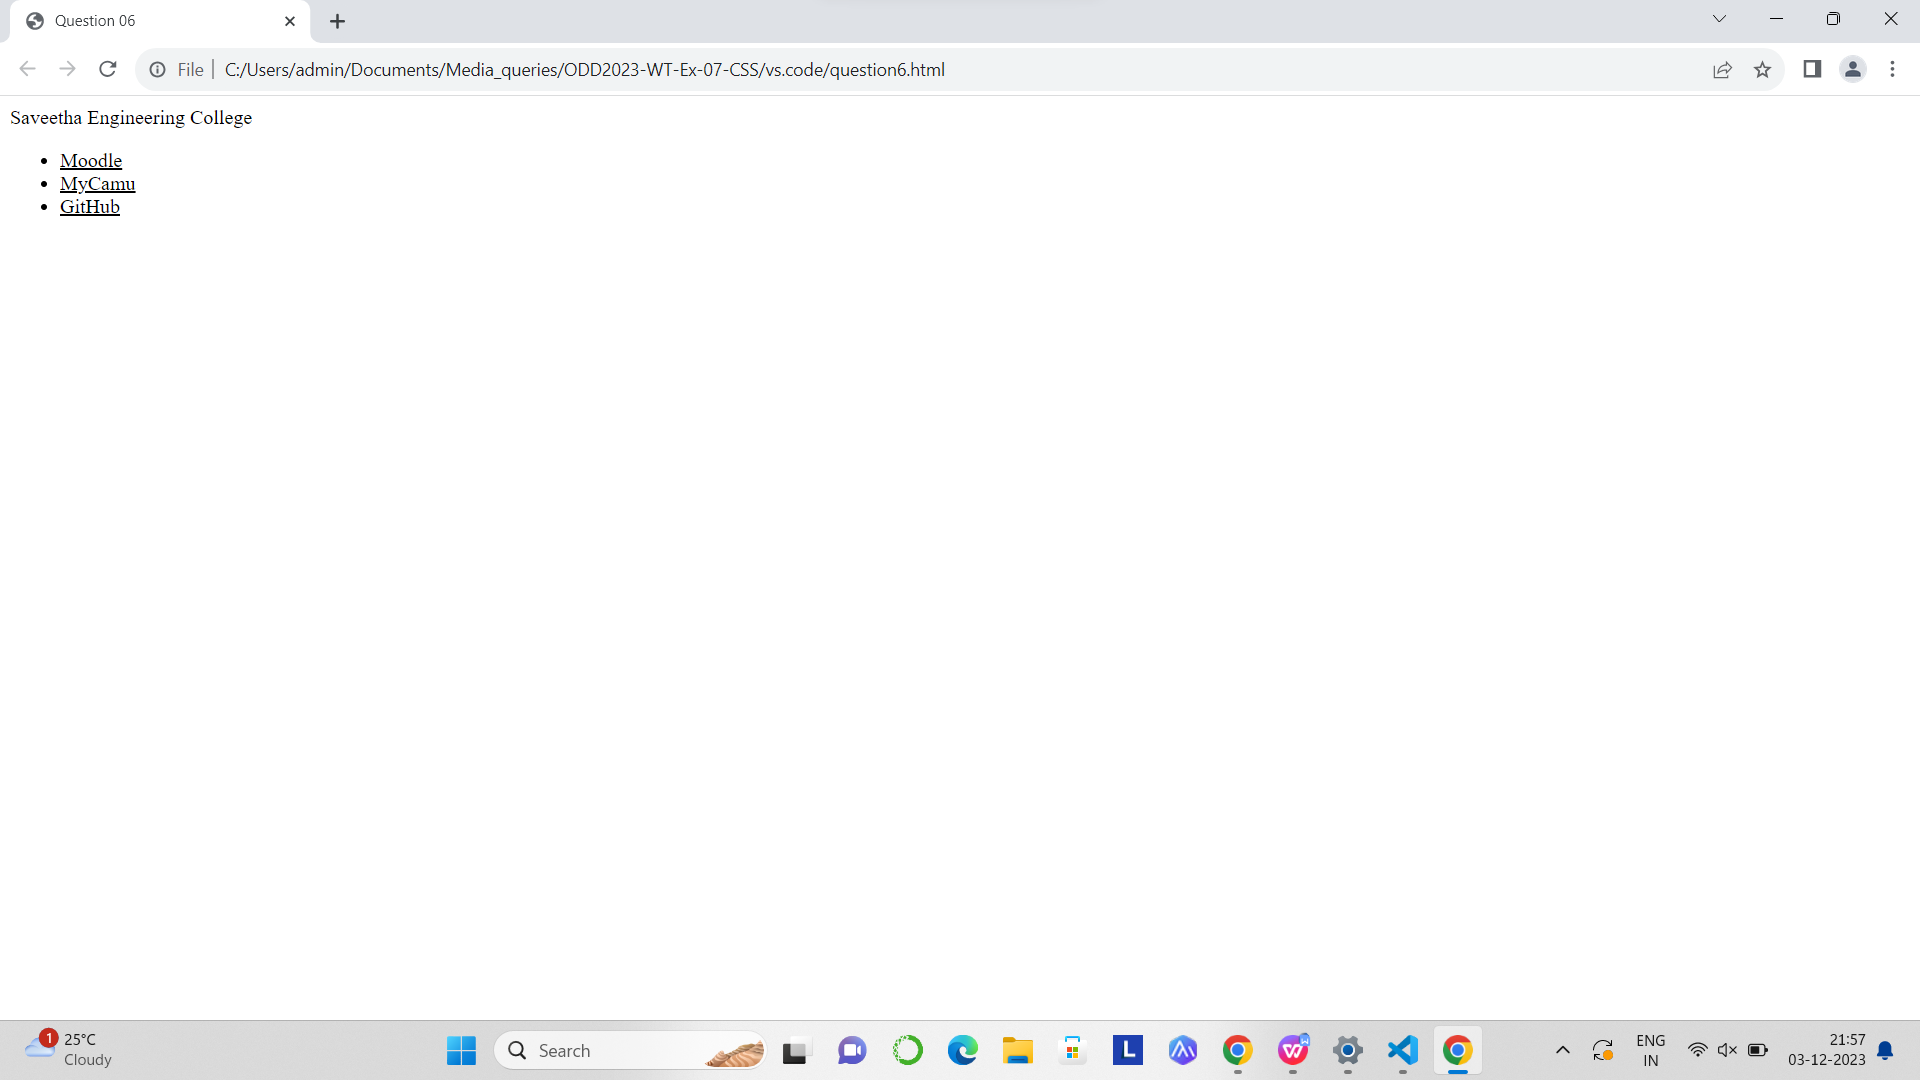 Question 06
File
C:/Users/admin/Documents/Media_queries/ODD2023-WT-Ex-07-CSS/vs.code/question6.html
Saveetha Engineering College
Moodle
MyCamu
GitHub
1
25°C
Cloudy
Search
L
W
ENG
IN
21:57
03-12-2023